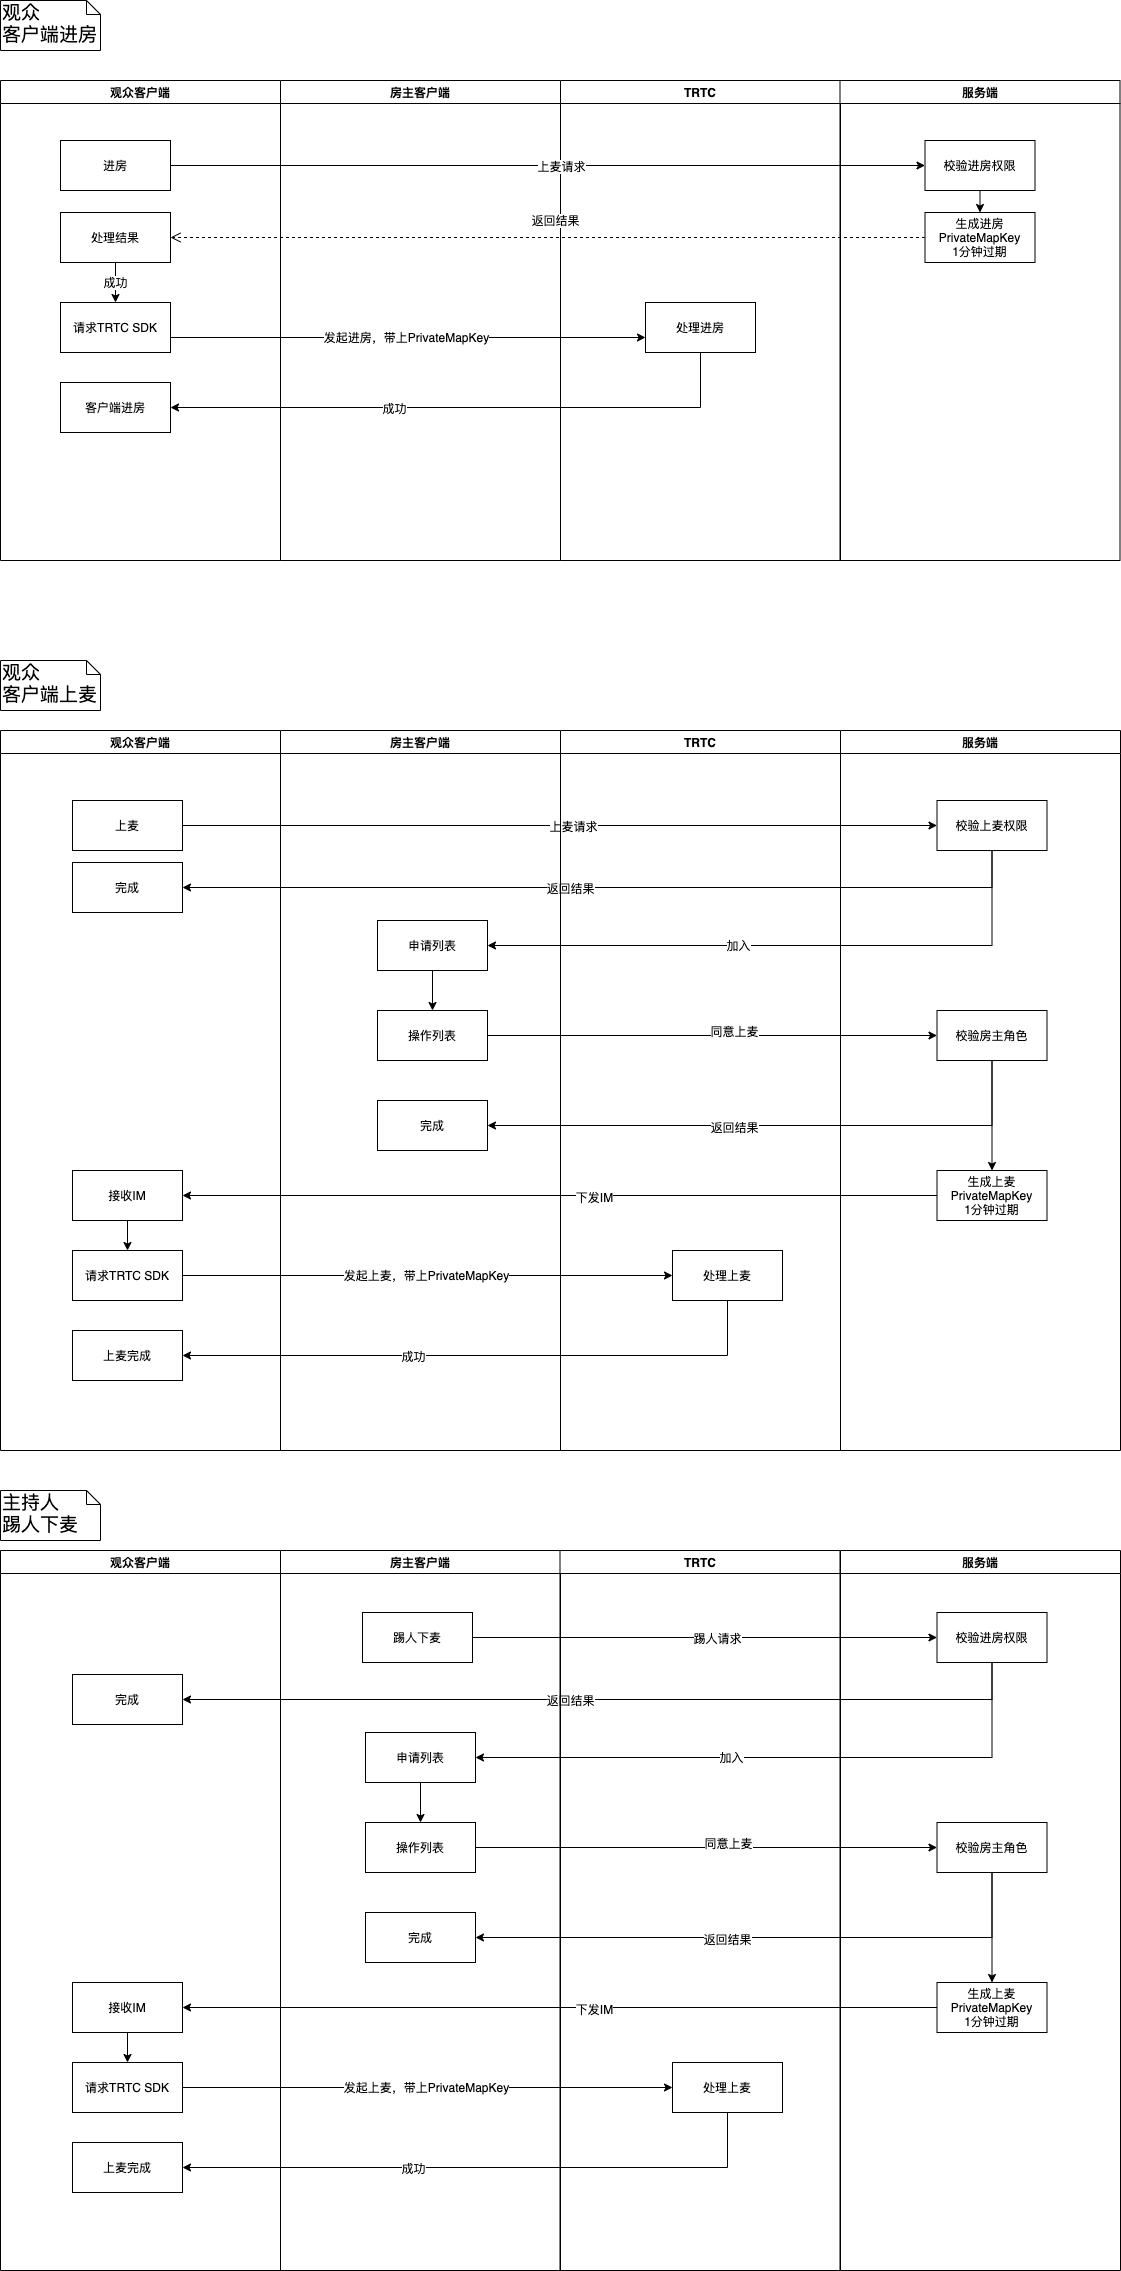 观众
客户端进房
观众客户端
房主客户端
TRTC
服务端
进房
上麦请求
校验进房权限
处理结果
返回结果
生成进房
PrivateMapKey
1分钟过期
成功
请求TRTC SDK
发起进房，带上PrivateMapKey
处理进房
客户端进房
成功
观众
客户端上麦
观众客户端
房主客户端
TRTC
服务端
上麦
上麦请求
校验上麦权限
完成
返回结果
申请列表
加入
操作列表
同意上麦
校验房主角色
完成
返回结果
接收IM
下发IM
生成上麦
PrivateMapKey
1分钟过期
请求TRTC SDK
发起上麦，带上PrivateMapKey
处理上麦
上麦完成
成功
主持人
踢人下麦
观众客户端
房主客户端
TRTC
服务端
踢人下麦
踢人请求
校验进房权限
完成
返回结果
申请列表
加入
操作列表
同意上麦
校验房主角色
完成
返回结果
接收IM
下发IM
生成上麦
PrivateMapKey
1分钟过期
请求TRTC SDK
发起上麦，带上PrivateMapKey
处理上麦
上麦完成
成功